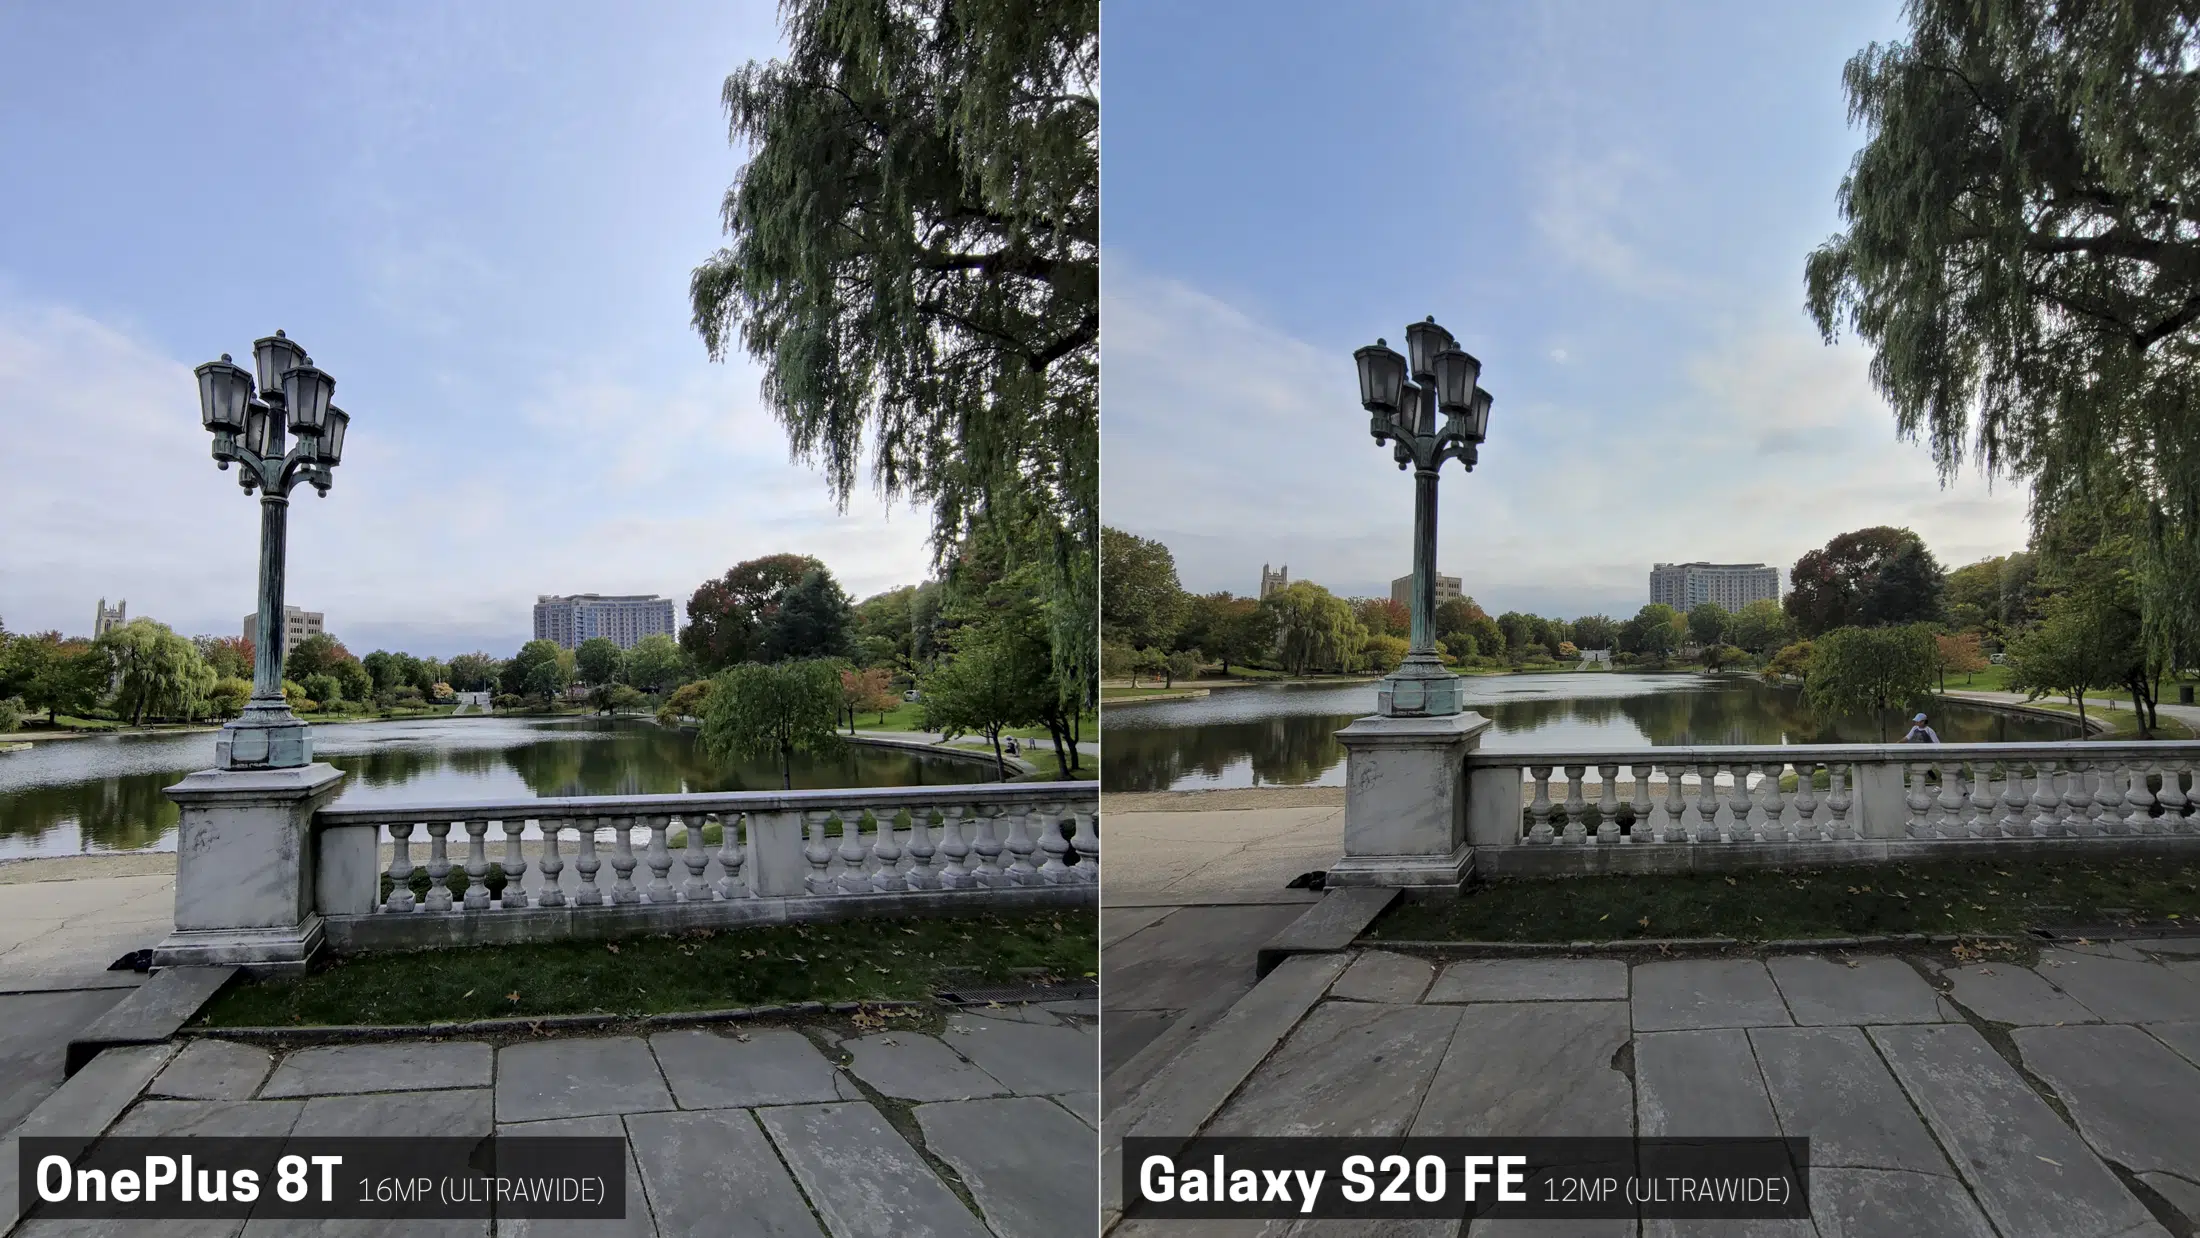 OnePlus 8T 16MP (ULTRAWIDE)
Galaxy S20 FE 12MP (ULTRAWIDE)